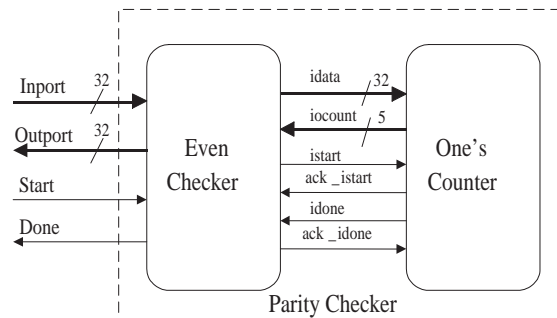 Inport
32
Outport
32
Start
Done
Even
Checker
idata
32
iocount
5
istart
ack _istart
idone
ack _idone
One's
Counter
Parity Checker